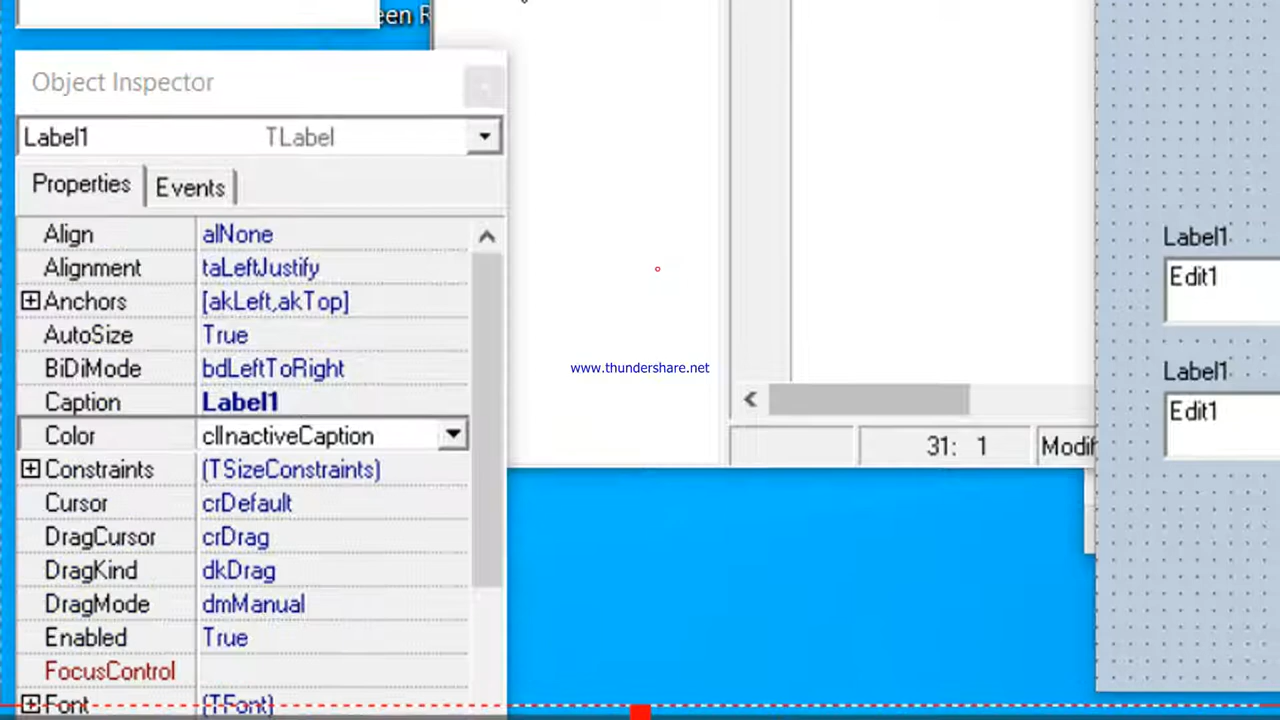 een R
Object Inspector
Label1 TLabel
Properties Events
Align alNone
Alignment taLeftJustify
Anchors [akLeft,akTop]
AutoSize True
BiDiMode bdLeftToRight
Caption Label1
Color clInactiveCaption
Constraints (TSizeConstraints)
Cursor crDefault
DragCursor crDrag
DragKind dkDrag
DragMode dmManual
Enabled True
FocusControl
Font (TFont)
www.thundershare.net
31: 1 Modif
Label1
Edit1
Label1
Edit1